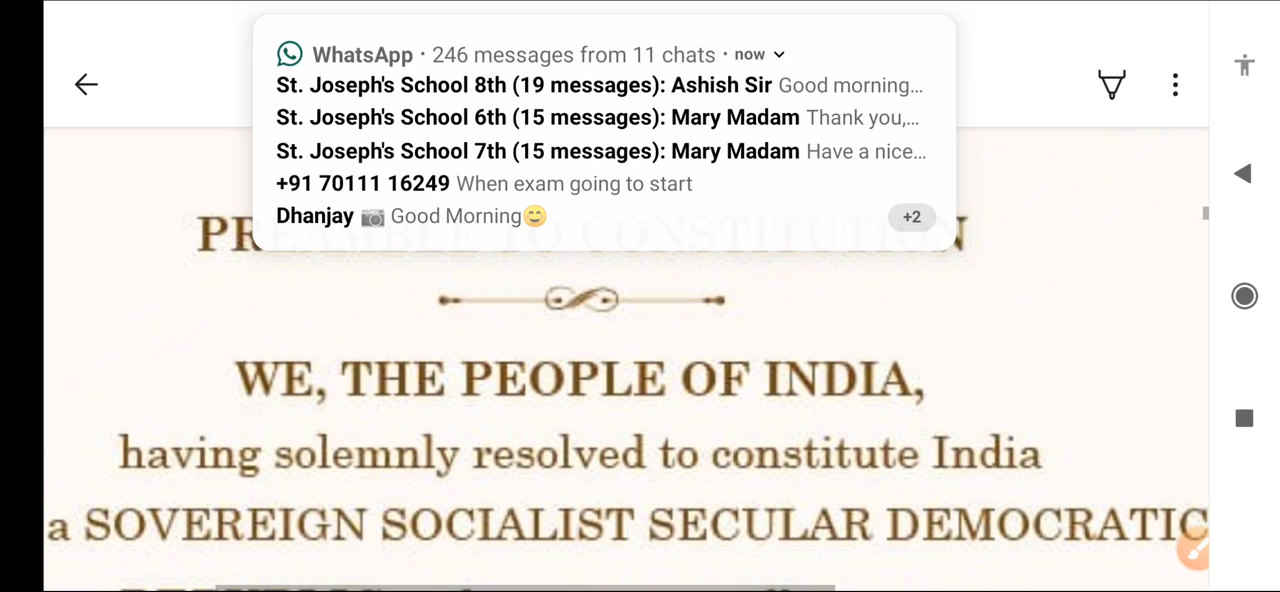 WhatsApp · 246 messages from 11 chats · now
St. Joseph's School 8th (19 messages): Ashish Sir Good morning...
St. Joseph's School 6th (15 messages): Mary Madam Thank you,...
St. Joseph's School 7th (15 messages): Mary Madam Have a nice...
+91 70111 16249 When exam going to start
Dhanjay 📷 Good Morning😄
+2
PREAMBLE TO CONSTITUTION
WE, THE PEOPLE OF INDIA,
having solemnly resolved to constitute India
a SOVEREIGN SOCIALIST SECULAR DEMOCRATIC